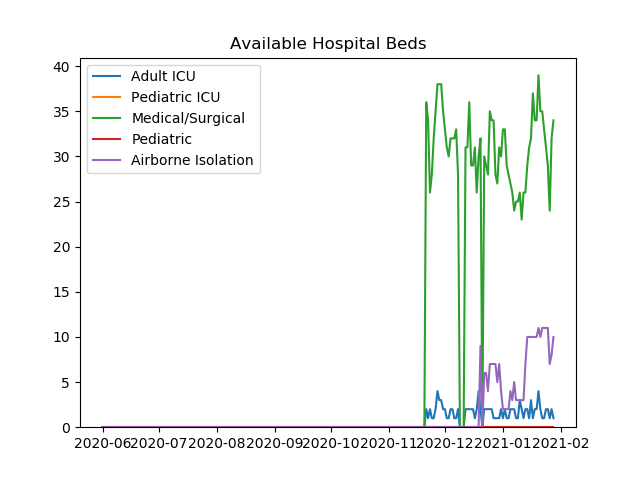 Available Hospital Beds
40
35
30
25
20
15
10
5
0
Adult ICU
Pediatric ICU
Medical/Surgical
Pediatric
Airborne Isolation
2020-06 2020-07 2020-08 2020-09 2020-10 2020-11 2020-12 2021-01 2021-02